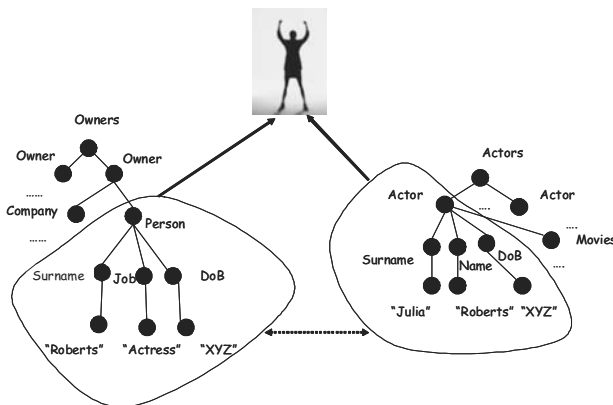 Owners
Owner
Owner
......
Company
......
Person
Surname
Job
DoB
"Roberts"
"Actress"
"XYZ"
Actors
Actor
Actor
....
....
Movies
....
Surname
Name
DoB
"Julia"
"Roberts"
"XYZ"